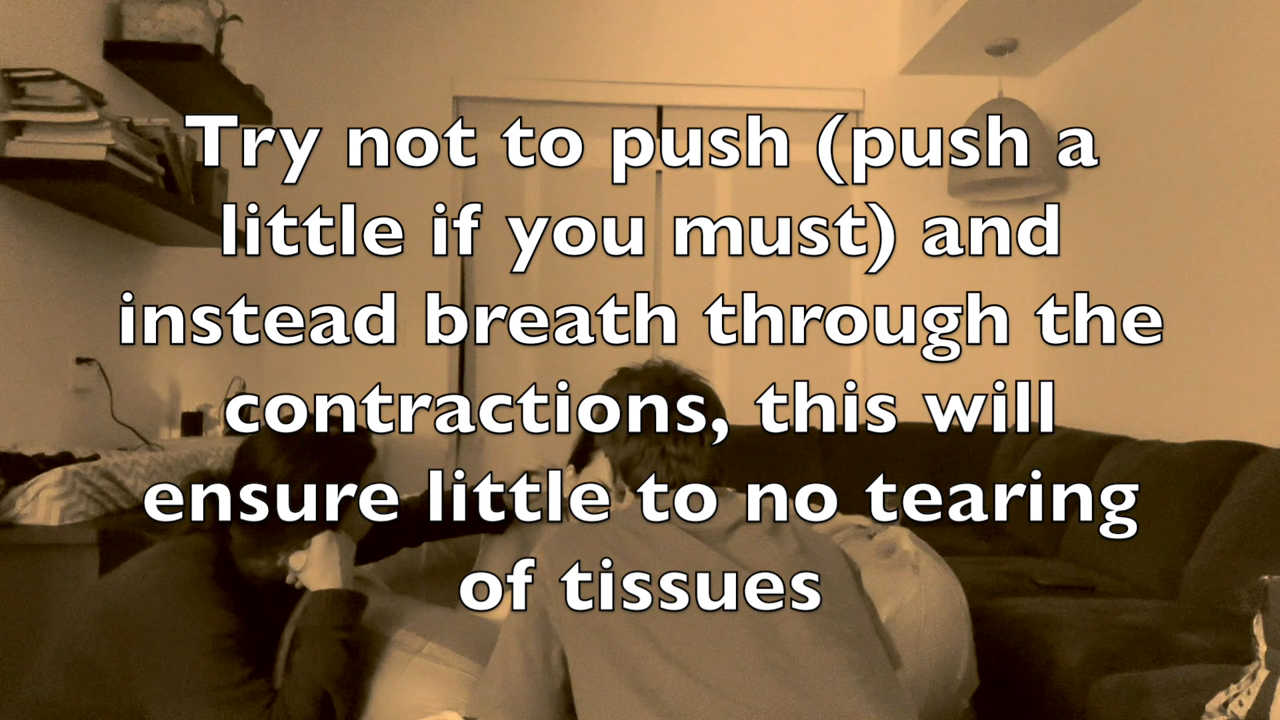 Try not to push (push a
little if you must) and
instead breath through the
contractions, this will
ensure little to no tearing
of tissues